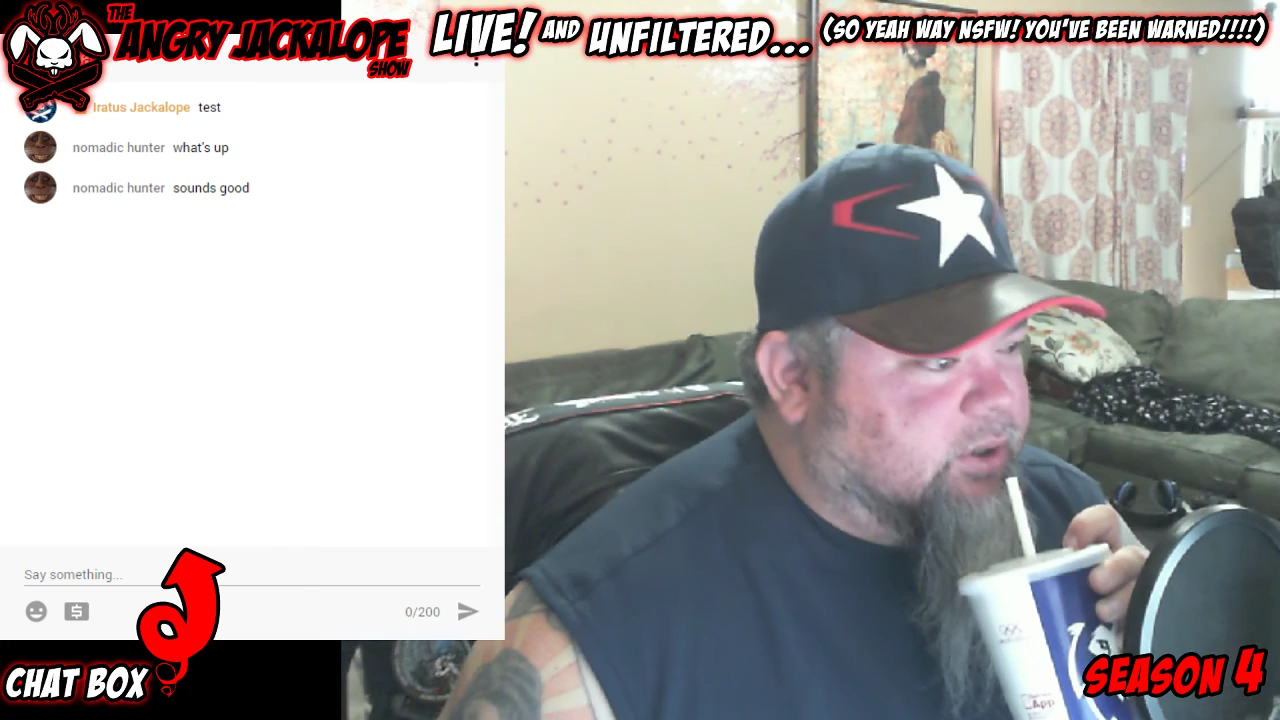 THE
ANGRY JACKALOPE
SHOW
LIVE! AND UNFILTERED... (SO YEAH WAY NSFW! YOU'VE BEEN WARNED!!!!)
Iratus Jackalope test
nomadic hunter what's up
nomadic hunter sounds good
Say something...
0/200
CHAT BOX
App
SEASON 4